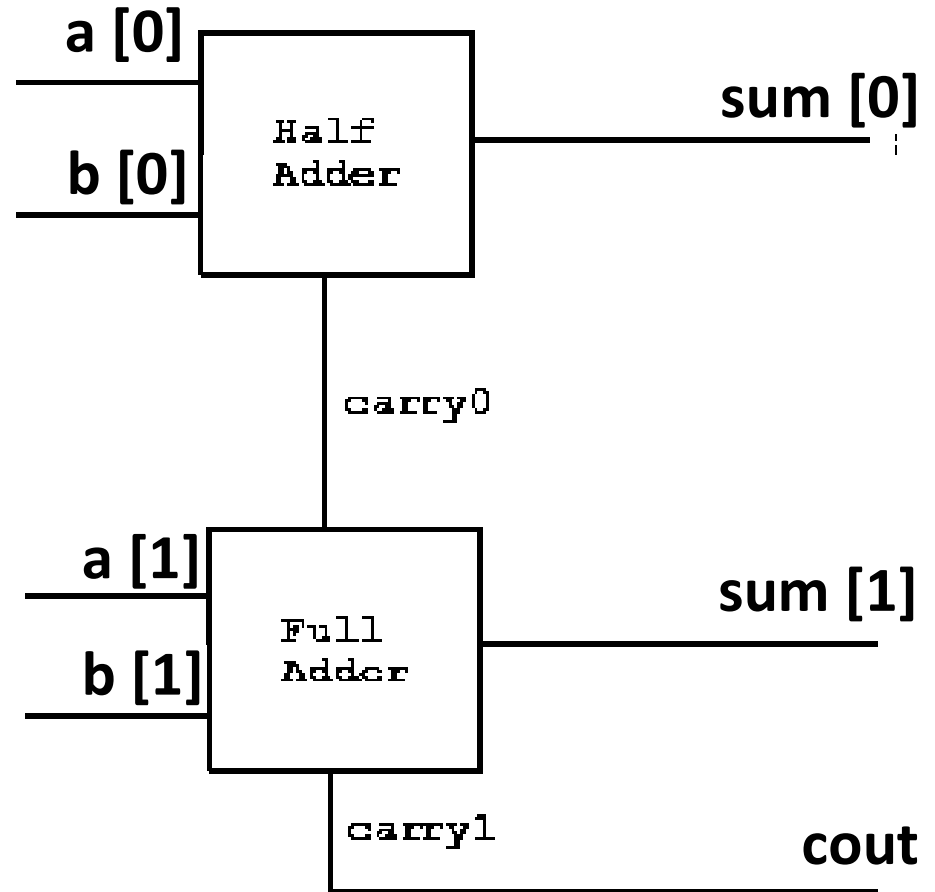 a [0]
sum [0]
b [0]
Half
Adder
carry0
a [1]
sum [1]
Full
Adder
b [1]
carry1
cout